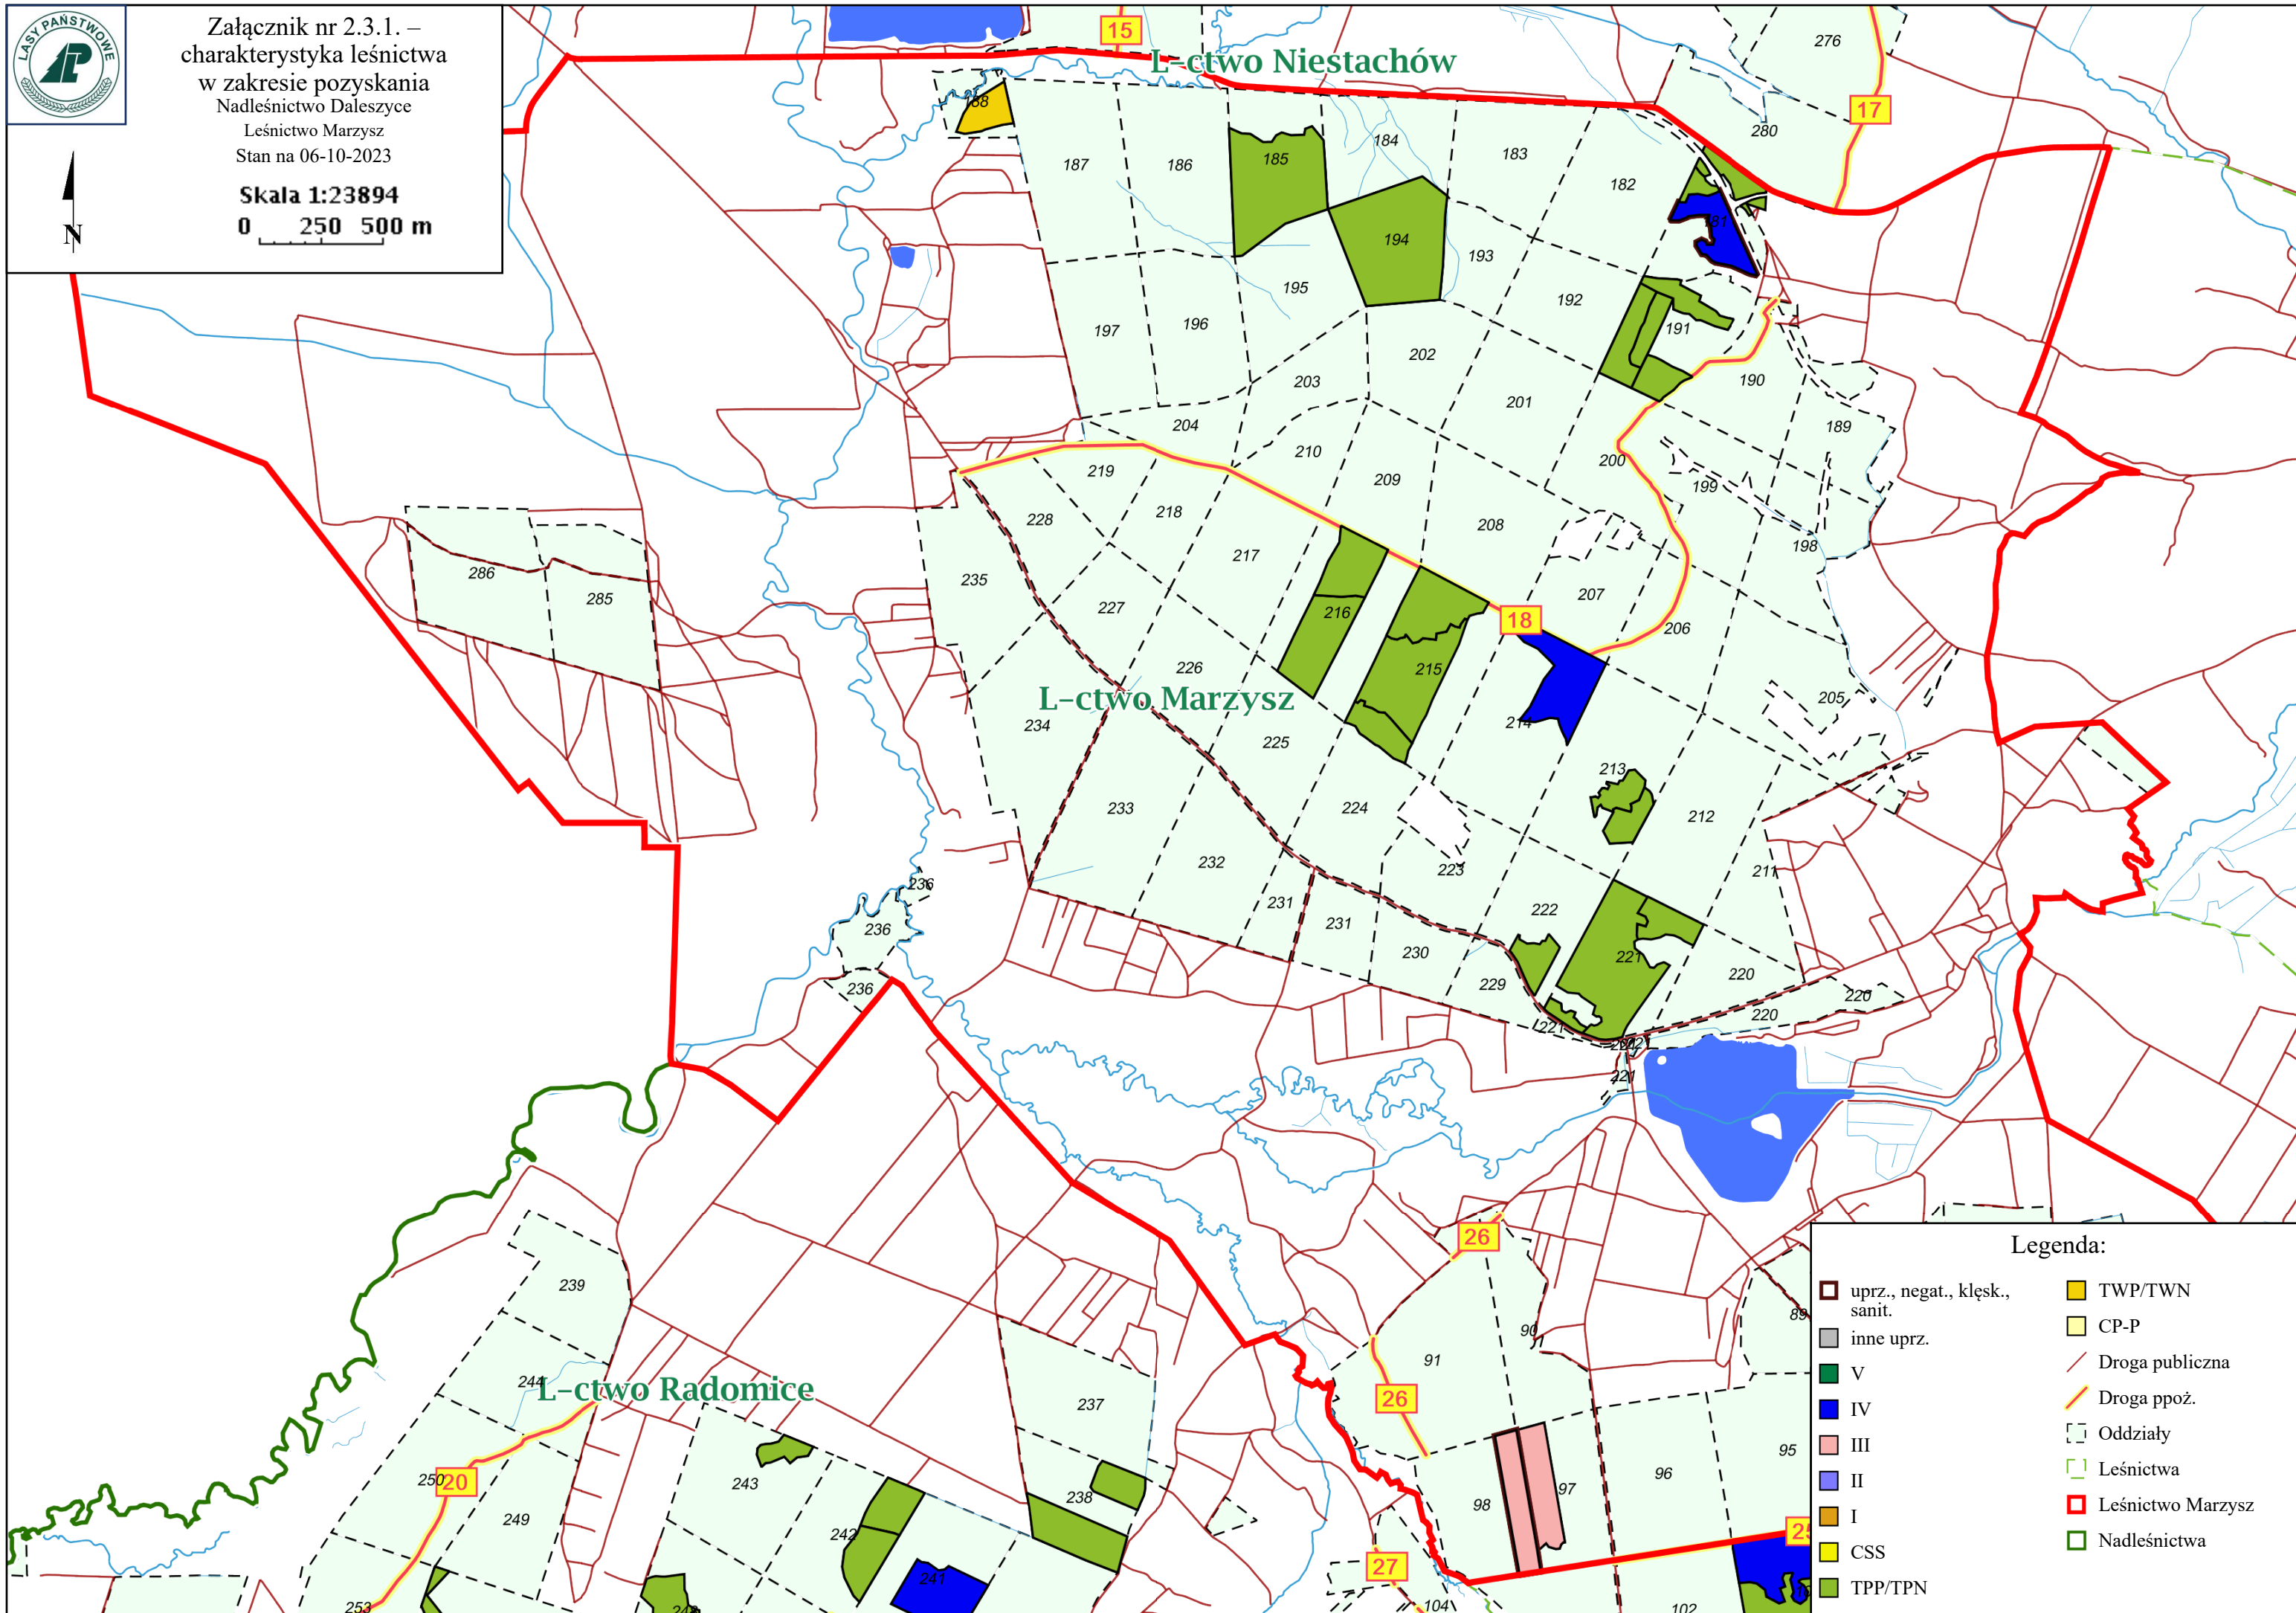 LASY PAŃSTWOWE
Załącznik nr 2.3.1. –
charakterystyka leśnictwa
w zakresie pozyskania
Nadleśnictwo Daleszyce
Leśnictwo Marzysz
Stan na 06-10-2023
Skala 1:23894
0 250 500 m
N
15
L-ctwo Niestachów
276
17
280
188
187
186
185
184
183
182
181
194
193
195
192
191
197
196
202
203
201
190
189
204
210
209
200
199
219
218
228
208
198
217
286
285
235
227
216
207
18
206
215
226
L-ctwo Marzysz
234
225
214
205
213
233
224
212
232
223
211
236
231
222
236
231
230
221
220
236
229
220
220
221
221
221
26
239
91
90
89
244
L-ctwo Radomice
237
26
95
96
250
20
243
238
98
97
249
242
25
27
241
253
104
102
Legenda:
uprz., negat., klęsk.,
sanit.
inne uprz.
V
IV
III
II
I
CSS
TPP/TPN
TWP/TWN
CP-P
Droga publiczna
Droga ppoż.
Oddziały
Leśnictwa
Leśnictwo Marzysz
Nadleśnictwa